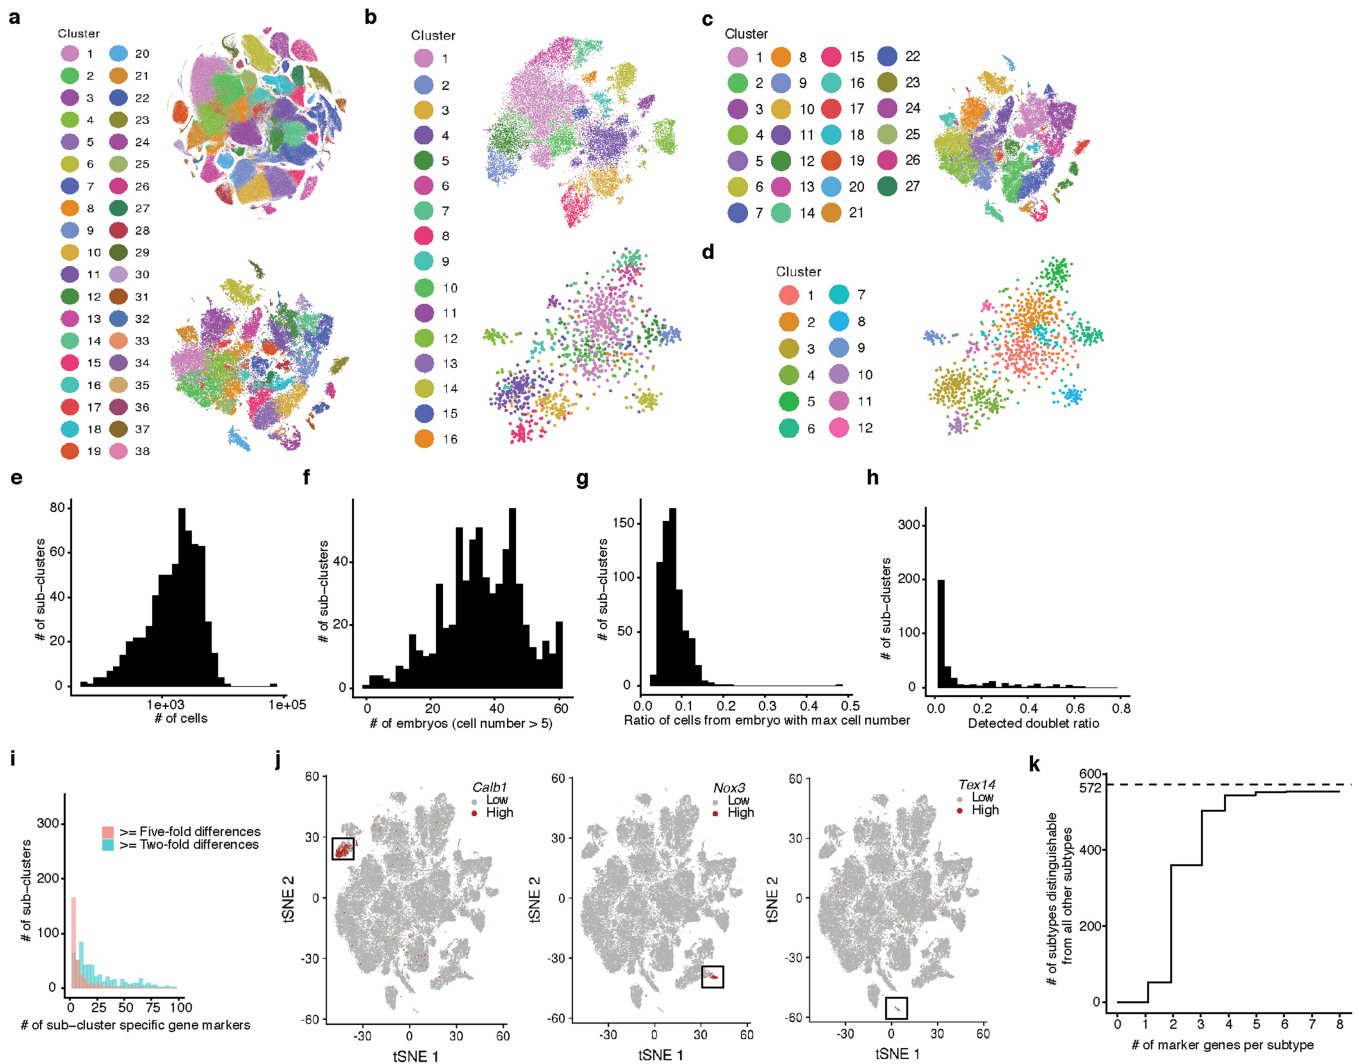 a
Cluster
1 20
2 21
3 22
4 23
5 24
6 25
7 26
8 27
9 28
10 29
11 30
12 31
13 32
14 33
15 34
16 35
17 36
18 37
19 38
b
Cluster
1
2
3
4
5
6
7
8
9
10
11
12
13
14
15
16
c
Cluster
1 8 15 22
2 9 16 23
3 10 17 24
4 11 18 25
5 12 19 26
6 13 20 27
7 14 21
d
Cluster
1 7
2 8
3 9
4 10
5 11
6 12
e
# of sub-clusters
80
60
40
20
0
1e+03 1e+05
# of cells
f
# of sub-clusters
40
20
0
0 20 40 60
# of embryos (cell number > 5)
g
# of sub-clusters
150
100
50
0
0.0 0.1 0.2 0.3 0.4 0.5
Ratio of cells from embryo with max cell number
h
# of sub-clusters
300
200
100
0
0.0 0.2 0.4 0.6 0.8
Detected doublet ratio
i
# of sub-clusters
300
200
100
0
>= Five-fold differences
>= Two-fold differences
0 25 50 75 100
# of sub-cluster specific gene markers
j
tSNE 2
60
30
0
-30
-60
Calb1
Low
High
-30 0 30 60
tSNE 1
tSNE 2
60
30
0
-30
-60
Nox3
Low
High
-30 0 30 60
tSNE 1
tSNE 2
60
30
0
-30
-60
Tex14
Low
High
-30 0 30 60
tSNE 1
k
# of subtypes distinguishable
from all other subtypes
600
572
400
200
0
0 1 2 3 4 5 6 7 8
# of marker genes per subtype